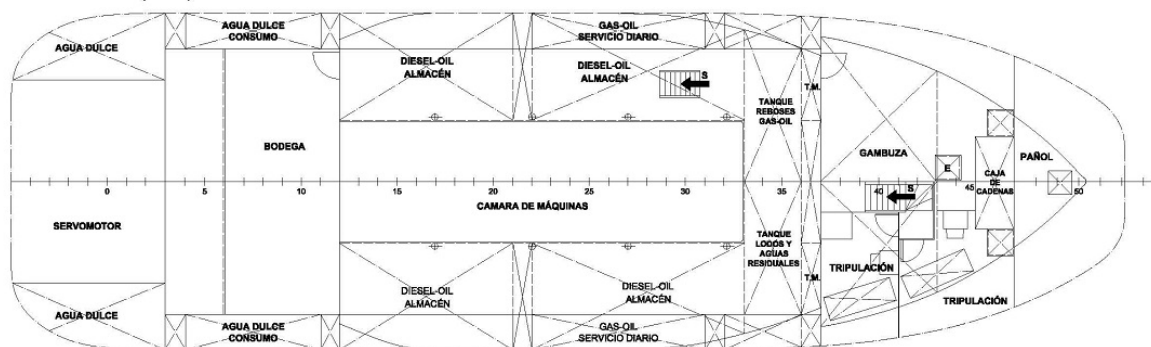 AGUA DULCE
AGUA DULCE
CONSUMO
GAS-OIL
SERVICIO DIARIO
DIESEL-OIL
ALMACÉN
DIESEL-OIL
ALMACÉN
S
TANQUE
REBOSES
GAS-OIL
T.M.
BODEGA
GAMBUZA
E
CAJA
DE
CADENAS
PAÑOL
0
5
10
15
20
25
30
35
40
45
50
S
SERVOMOTOR
CAMARA DE MÁQUINAS
TANQUE
LODOS Y
AGUAS
RESIDUALES
T.M.
TRIPULACIÓN
TRIPULACIÓN
DIESEL-OIL
ALMACÉN
DIESEL-OIL
ALMACÉN
AGUA DULCE
AGUA DULCE
CONSUMO
GAS-OIL
SERVICIO DIARIO